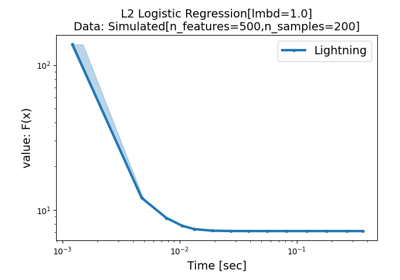 L2 Logistic Regression[lmbd=1.0]
Data: Simulated[n_features=500,n_samples=200]
Lightning
value: F(x)
10²
10¹
10⁻³
10⁻²
10⁻¹
Time [sec]